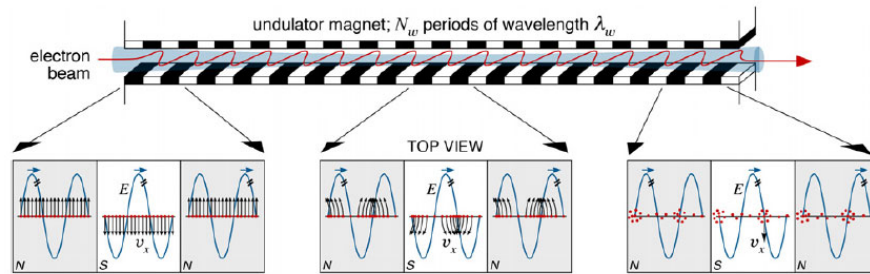 undulator magnet; N_w periods of wavelength λ_w
electron
beam
TOP VIEW
E
v_x
N
S
N
E
v_x
N
S
N
E
v_x
N
S
N